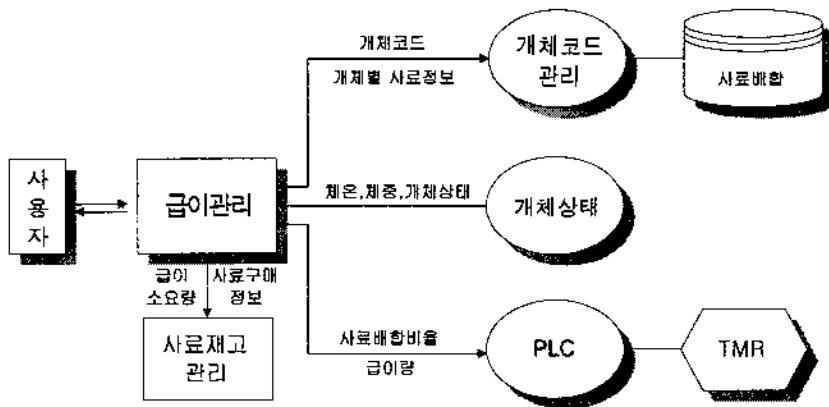 개체코드
개체별 사료정보
개체코드
관리
사료배합
사
용
자
급이관리
체온,체중,개체상태
개체상태
급이
소요량
사료구매
정보
사료재고
관리
사료배합비율
급이량
PLC
TMR